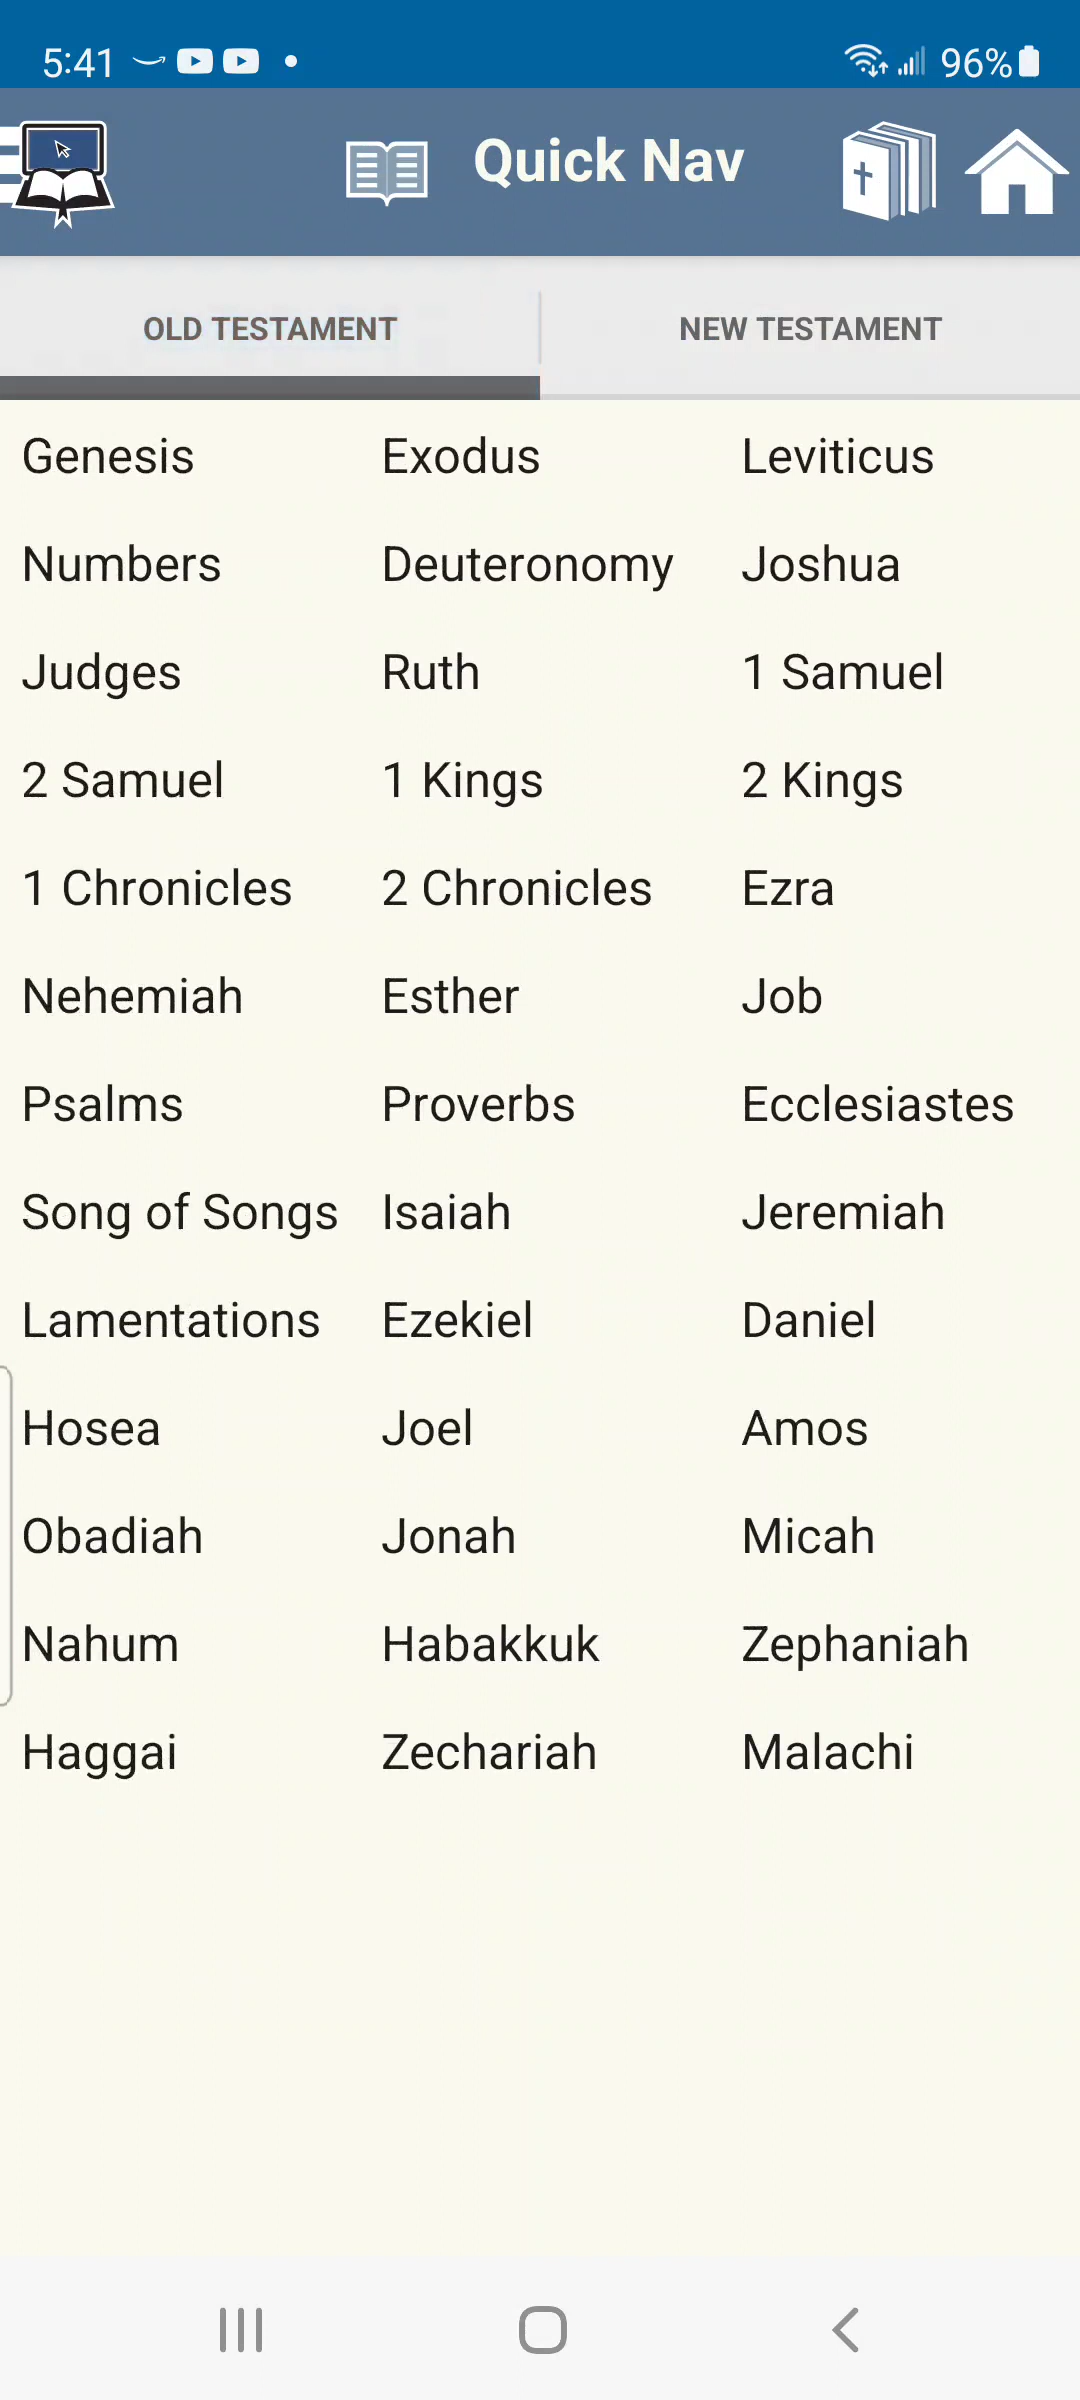 5:41 96%
Quick Nav
OLD TESTAMENT NEW TESTAMENT
Genesis Exodus Leviticus
Numbers Deuteronomy Joshua
Judges Ruth 1 Samuel
2 Samuel 1 Kings 2 Kings
1 Chronicles 2 Chronicles Ezra
Nehemiah Esther Job
Psalms Proverbs Ecclesiastes
Song of Songs Isaiah Jeremiah
Lamentations Ezekiel Daniel
Hosea Joel Amos
Obadiah Jonah Micah
Nahum Habakkuk Zephaniah
Haggai Zechariah Malachi